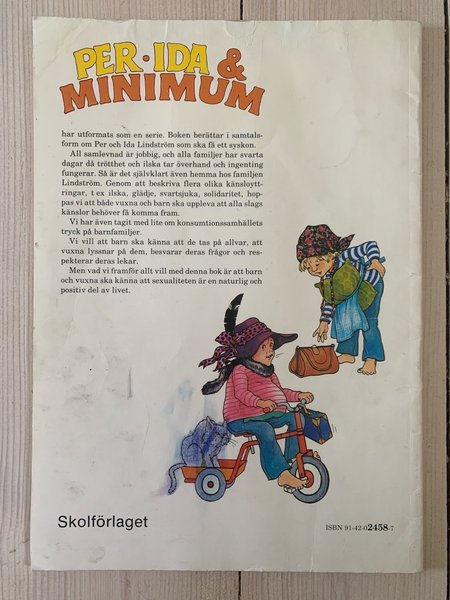 PER · IDA &
MINIMUM
har utformats som en serie. Boken berättar i samtals-
form om Per och Ida Lindström som ska få ett syskon.
All samlevnad är jobbig, och alla familjer har svarta
dagar då trötthet och ilska tar överhand och ingenting
fungerar. Så är det självklart även hemma hos familjen
Lindström. Genom att beskriva flera olika känsloytt-
ringar, t ex ilska, glädje, svartsjuka, solidaritet, hop-
pas vi att både vuxna och barn ska uppleva att alla slags
känslor behöver få komma fram.
Vi har även tagit med lite om konsumtionssamhällets
tryck på barnfamiljer.
Vi vill att barn ska känna att de tas på allvar, att
vuxna lyssnar på dem, besvarar deras frågor och res-
pekterar deras lekar.
Men vad vi framför allt vill med denna bok är att barn
och vuxna ska känna att sexualiteten är en naturlig och
positiv del av livet.
Skolförlaget
ISBN 91-42-02458-7